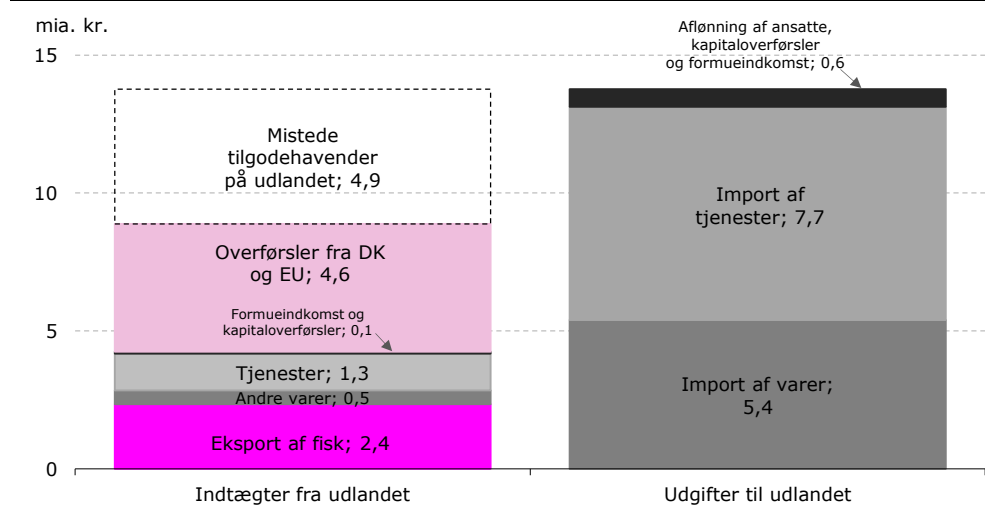 mia. kr.
15
10
5
0
Mistede
tilgodehavender
på udlandet; 4,9
Overførsler fra DK
og EU; 4,6
Formueindkomst og
kapitaloverførsler; 0,1
Tjenester; 1,3
Andre varer; 0,5
Eksport af fisk; 2,4
Aflønning af ansatte,
kapitaloverførsler
og formueindkomst; 0,6
Import af
tjenester; 7,7
Import af varer;
5,4
Indtægter fra udlandet
Udgifter til udlandet